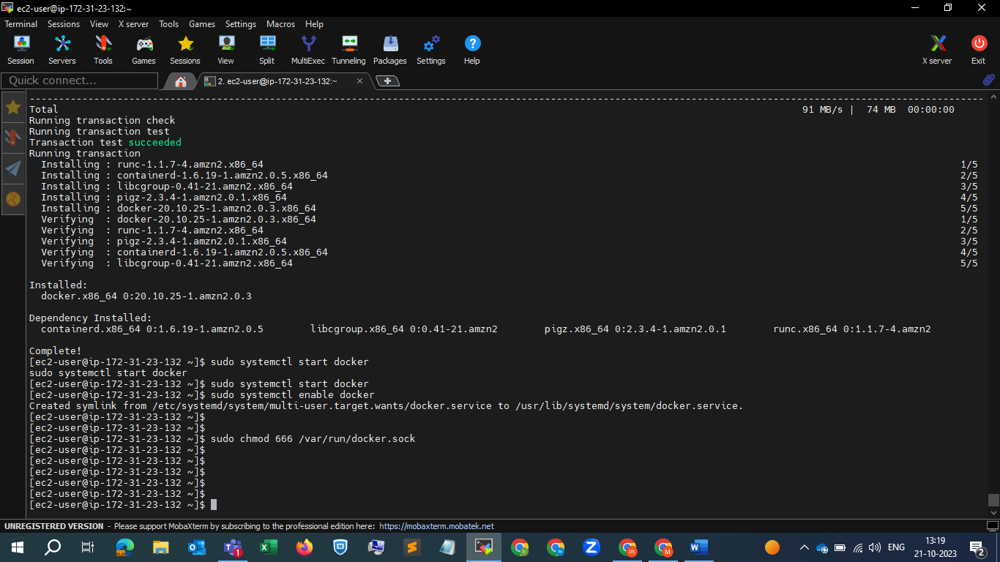 ec2-user@ip-172-31-23-132:~
Terminal Sessions View X server Tools Games Settings Macros Help
Session Servers Tools Games Sessions View Split MultiExec Tunneling Packages Settings Help X server Exit
Quick connect... 2. ec2-user@ip-172-31-23-132:~
Total 91 MB/s | 74 MB 00:00:00
Running transaction check
Running transaction test
Transaction test succeeded
Running transaction
Installing : runc-1.1.7-4.amzn2.x86_64 1/5
Installing : containerd-1.6.19-1.amzn2.0.5.x86_64 2/5
Installing : libcgroup-0.41-21.amzn2.x86_64 3/5
Installing : pigz-2.3.4-1.amzn2.0.1.x86_64 4/5
Installing : docker-20.10.25-1.amzn2.0.3.x86_64 5/5
Verifying : docker-20.10.25-1.amzn2.0.3.x86_64 1/5
Verifying : runc-1.1.7-4.amzn2.x86_64 2/5
Verifying : pigz-2.3.4-1.amzn2.0.1.x86_64 3/5
Verifying : containerd-1.6.19-1.amzn2.0.5.x86_64 4/5
Verifying : libcgroup-0.41-21.amzn2.x86_64 5/5
Installed:
docker.x86_64 0:20.10.25-1.amzn2.0.3
Dependency Installed:
containerd.x86_64 0:1.6.19-1.amzn2.0.5 libcgroup.x86_64 0:0.41-21.amzn2 pigz.x86_64 0:2.3.4-1.amzn2.0.1 runc.x86_64 0:1.1.7-4.amzn2
Complete!
[ec2-user@ip-172-31-23-132 ~]$ sudo systemctl start docker
sudo systemctl start docker
[ec2-user@ip-172-31-23-132 ~]$ sudo systemctl start docker
[ec2-user@ip-172-31-23-132 ~]$ sudo systemctl enable docker
Created symlink from /etc/systemd/system/multi-user.target.wants/docker.service to /usr/lib/systemd/system/docker.service.
[ec2-user@ip-172-31-23-132 ~]$
[ec2-user@ip-172-31-23-132 ~]$
[ec2-user@ip-172-31-23-132 ~]$ sudo chmod 666 /var/run/docker.sock
[ec2-user@ip-172-31-23-132 ~]$
[ec2-user@ip-172-31-23-132 ~]$
[ec2-user@ip-172-31-23-132 ~]$
[ec2-user@ip-172-31-23-132 ~]$
[ec2-user@ip-172-31-23-132 ~]$
[ec2-user@ip-172-31-23-132 ~]$
UNREGISTERED VERSION - Please support MobaXterm by subscribing to the professional edition here: https://mobaxterm.mobatek.net
ENG 13:19
21-10-2023 2